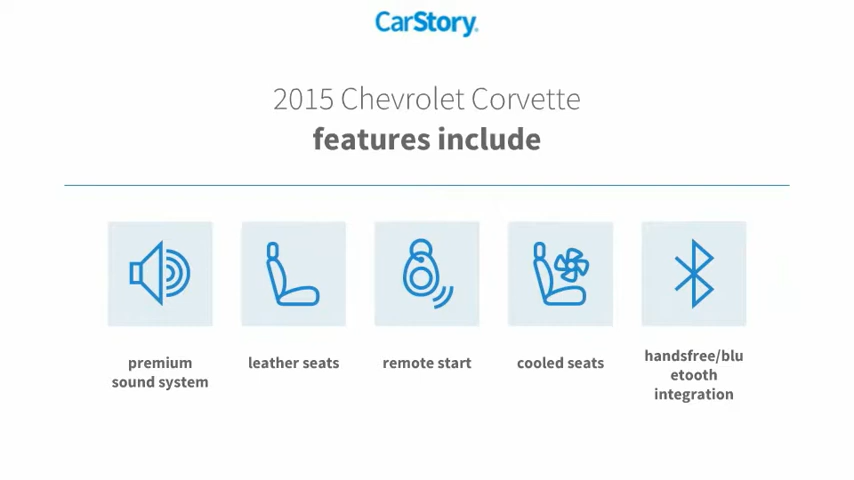 CarStory
2015 Chevrolet Corvette
features include
premium
sound system
leather seats
remote start
cooled seats
handsfree/blu
etooth
integration